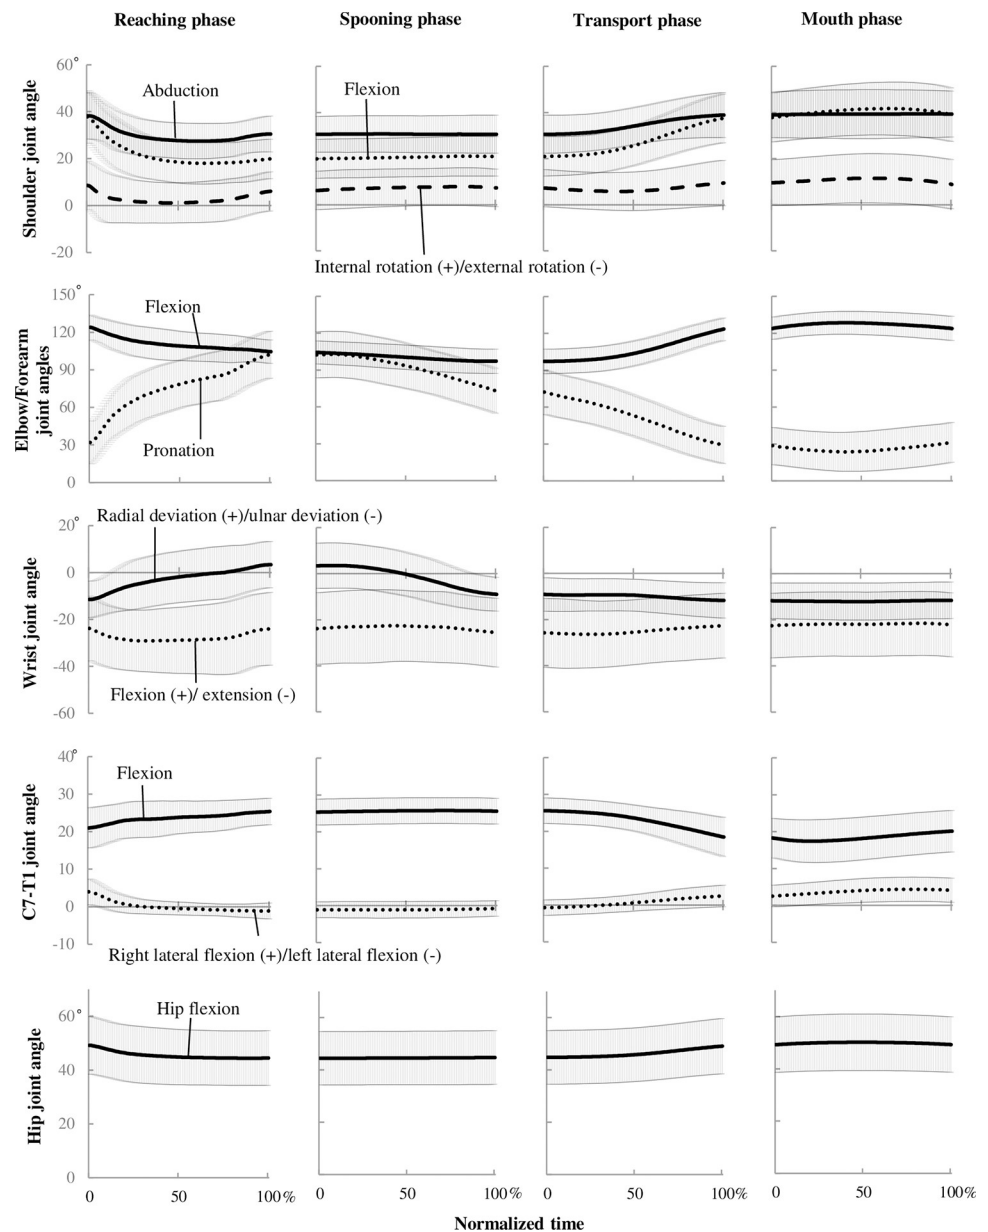 Reaching phase Spooning phase Transport phase Mouth phase
Shoulder joint angle
60°
40
20
0
-20
Abduction
Flexion
Internal rotation (+)/external rotation (-)
Elbow/Forearm
joint angles
150°
120
90
60
30
0
Flexion
Pronation
Wrist joint angle
20°
0
-20
-40
-60
Radial deviation (+)/ulnar deviation (-)
Flexion (+)/ extension (-)
C7-T1 joint angle
40°
30
20
10
0
-10
Flexion
Right lateral flexion (+)/left lateral flexion (-)
Hip joint angle
60°
40
20
0
Hip flexion
0 50 100% 0 50 100% 0 50 100% 0 50 100%
Normalized time